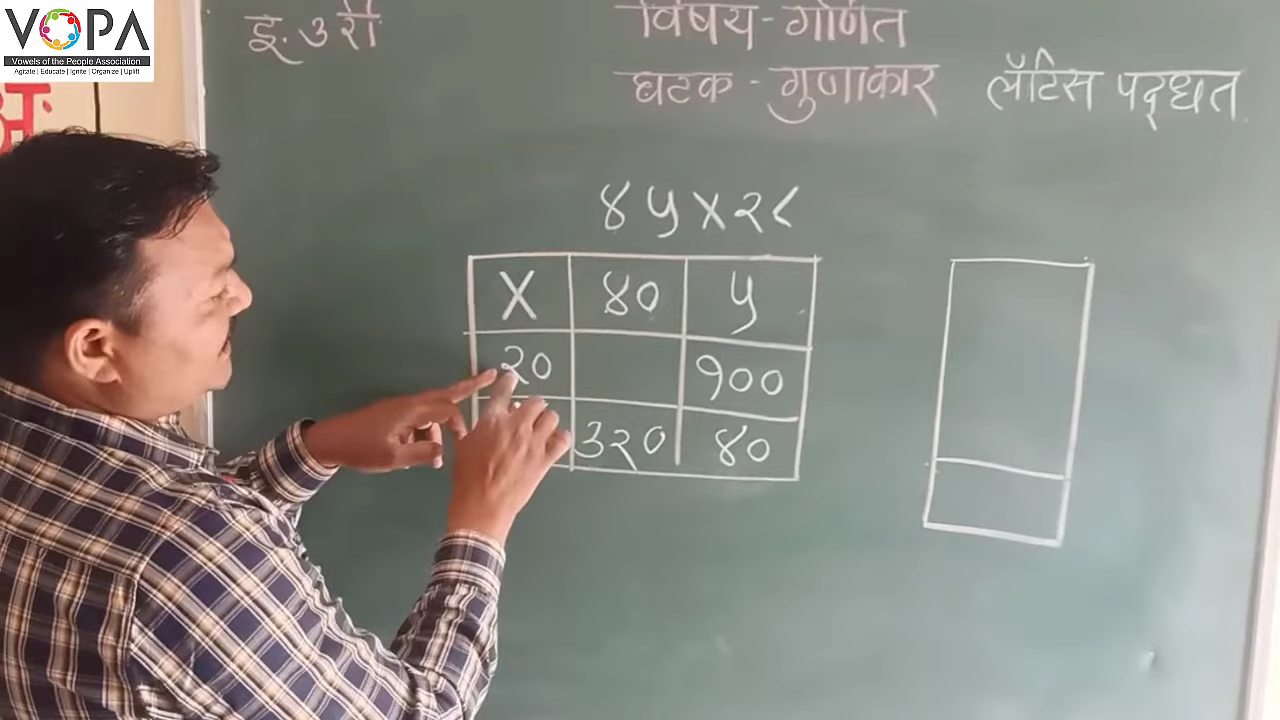 VOPA
Vowels of the People Association
Agitate | Educate | Ignite | Organize | Uplift
अः
इ. ३ री
विषय - गणित
घटक - गुणाकार लॅटिस पद्धत
४५ X २८
X ४० ५
२० १००
३२० ४०